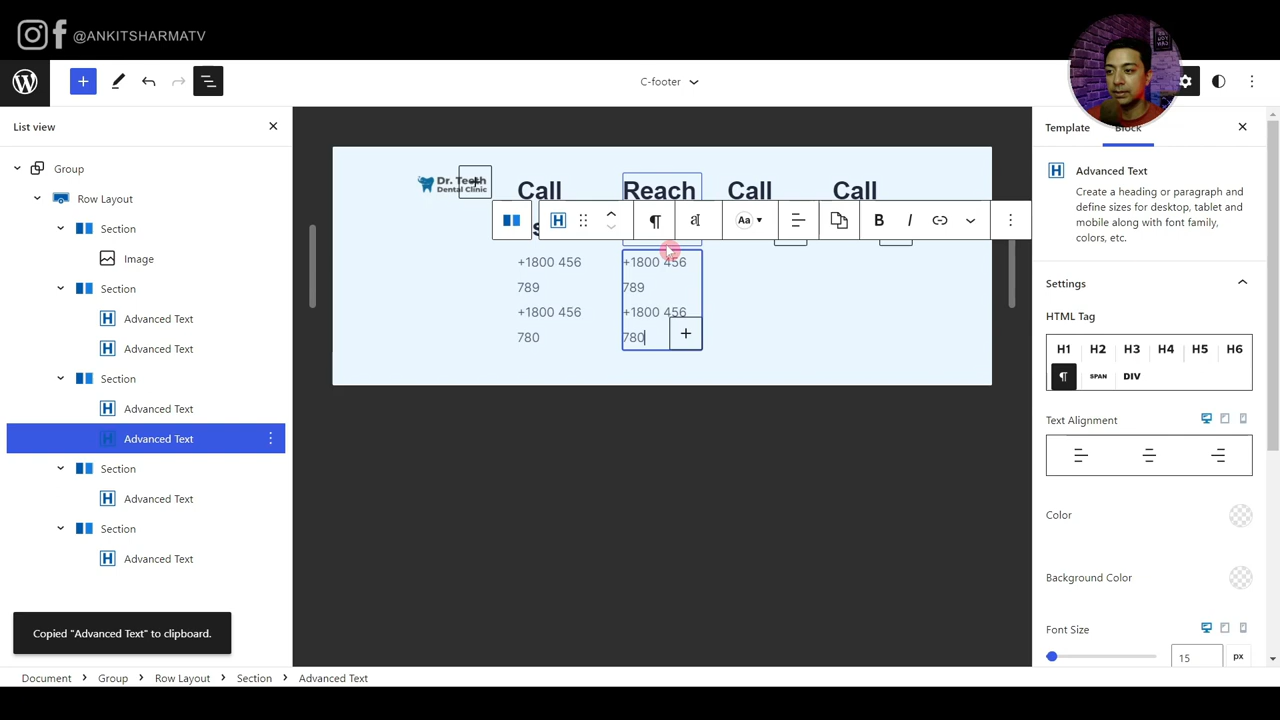 @ANKITSHARMATV
C-footer
List view
Group
Row Layout
Section
Image
Section
Advanced Text
Advanced Text
Section
Advanced Text
Advanced Text
Section
Advanced Text
Section
Advanced Text
Copied "Advanced Text" to clipboard.
Dr. Teeth
Dental Clinic
Call
Reach
Call
Call
Aa
B
I
+1800 456
789
+1800 456
780
+1800 456
789
+1800 456
780
Template
Block
Advanced Text
Create a heading or paragraph and
define sizes for desktop, tablet
and mobile along with font family,
colors, etc.
Settings
HTML Tag
H1 H2 H3 H4 H5 H6
SPAN DIV
Text Alignment
Color
Background Color
Font Size
15 px
Document Group Row Layout Section Advanced Text